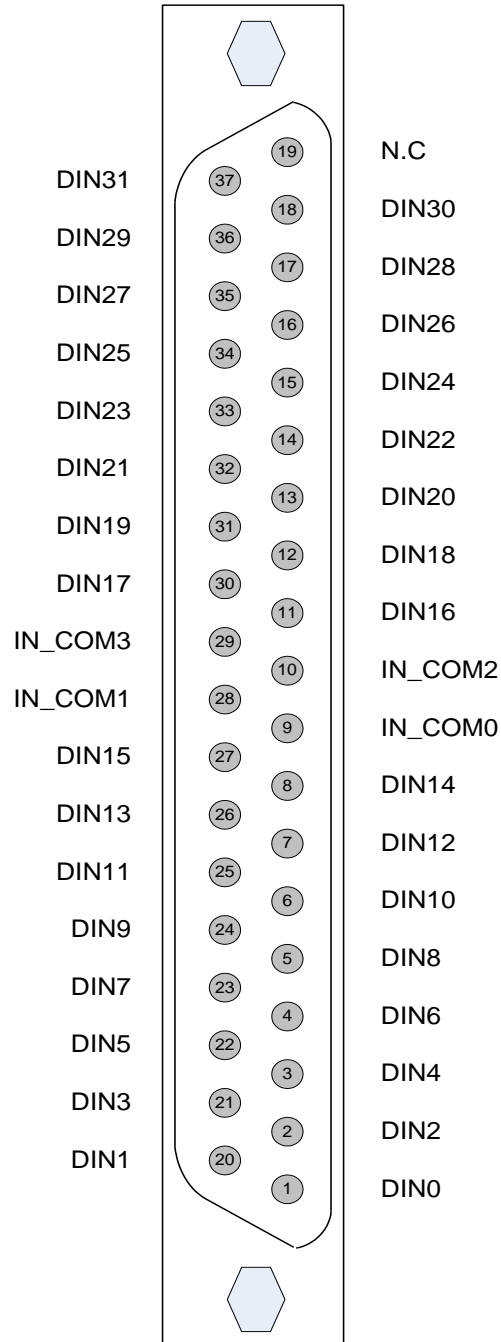 19 N.C
DIN31 37
18 DIN30
DIN29 36
17 DIN28
DIN27 35
16 DIN26
DIN25 34
15 DIN24
DIN23 33
14 DIN22
DIN21 32
13 DIN20
DIN19 31
12 DIN18
DIN17 30
11 DIN16
IN_COM3 29
10 IN_COM2
IN_COM1 28
9 IN_COM0
DIN15 27
8 DIN14
DIN13 26
7 DIN12
DIN11 25
6 DIN10
DIN9 24
5 DIN8
DIN7 23
4 DIN6
DIN5 22
3 DIN4
DIN3 21
2 DIN2
DIN1 20
1 DIN0